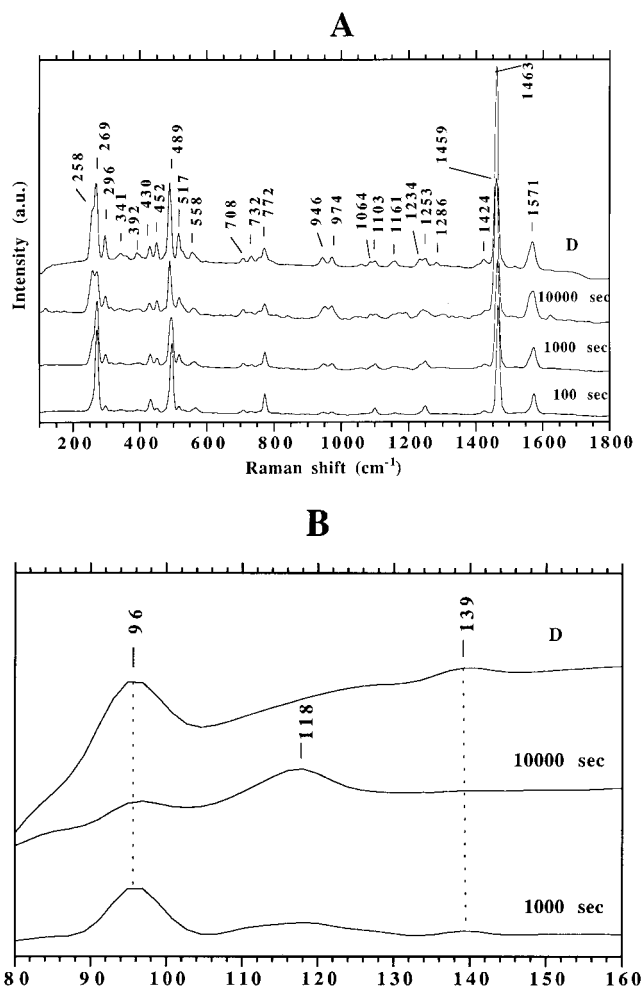 A
1463
1459
489
269
258
296
341
392
430
452
517
558
708
732
772
946
974
1064
1103
1161
1234
1253
1286
1424
1571
D
10000 sec
1000 sec
100 sec
Intensity (a.u.)
200 400 600 800 1000 1200 1400 1600 1800
Raman shift (cm-1)
B
96
139
D
118
10000 sec
1000 sec
80 90 100 110 120 130 140 150 160